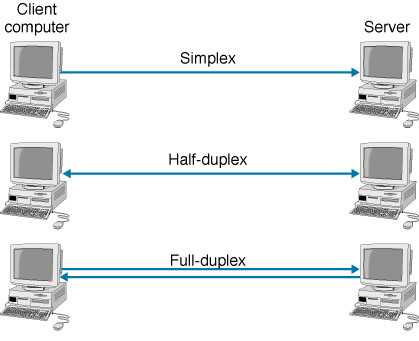 Client
computer
Server
Simplex
Half-duplex
Full-duplex